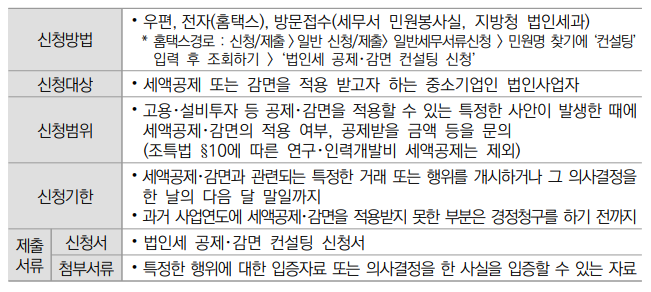 신청방법
• 우편, 전자(홈택스), 방문접수(세무서 민원봉사실, 지방청 법인세과)
* 홈택스경로 : 신청/제출 > 일반 신청/제출> 일반세무서류신청 > 민원명 찾기에 '컨설팅'
입력 후 조회하기 > '법인세 공제·감면 컨설팅 신청'
신청대상
• 세액공제 또는 감면을 적용 받고자 하는 중소기업인 법인사업자
신청범위
• 고용·설비투자 등 공제·감면을 적용할 수 있는 특정한 사안이 발생한 때에
세액공제·감면의 적용 여부, 공제받을 금액 등을 문의
(조특법 §10에 따른 연구·인력개발비 세액공제는 제외)
신청기한
• 세액공제·감면과 관련되는 특정한 거래 또는 행위를 개시하거나 그 의사결정을
한 날의 다음 달 말일까지
• 과거 사업연도에 세액공제·감면을 적용받지 못한 부분은 경정청구를 하기 전까지
제출
서류
신청서
• 법인세 공제·감면 컨설팅 신청서
첨부서류
• 특정한 행위에 대한 입증자료 또는 의사결정을 한 사실을 입증할 수 있는 자료